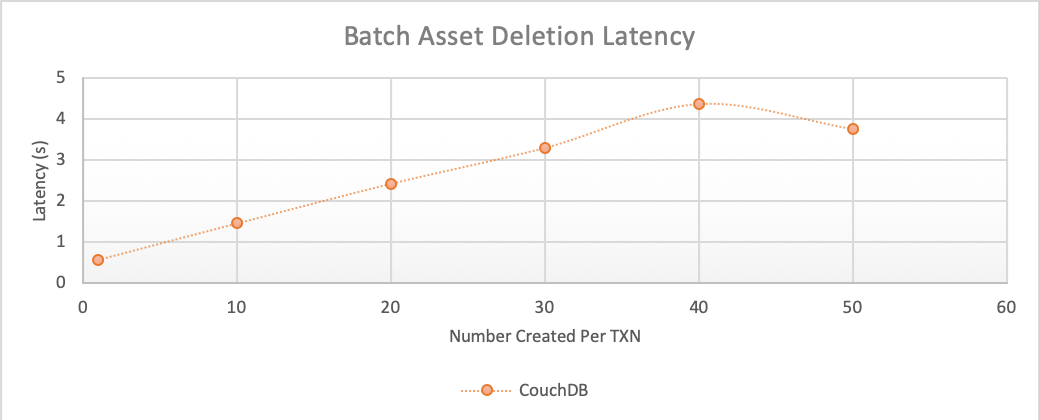 Batch Asset Deletion Latency
5
4
3
2
1
0
Latency (s)
0 10 20 30 40 50 60
Number Created Per TXN
CouchDB